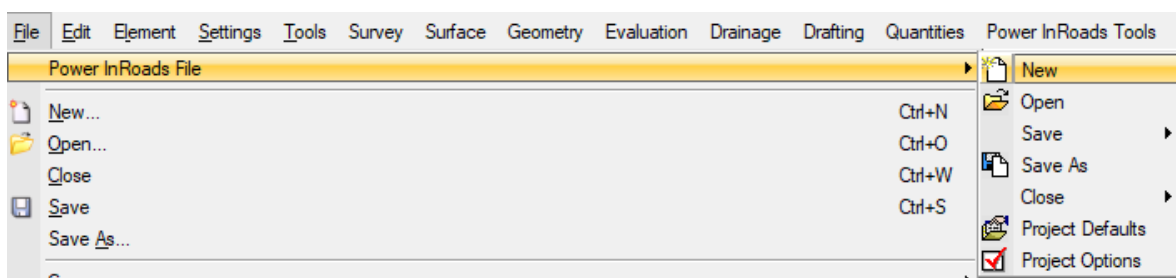 File Edit Element Settings Tools Survey Surface Geometry Evaluation Drainage Drafting Quantities Power InRoads Tools
Power InRoads File
New
New... Ctrl+N
Open
Open... Ctrl+O
Save
Close Ctrl+W
Save As
Save Ctrl+S
Close
Save As...
Project Defaults
Project Options